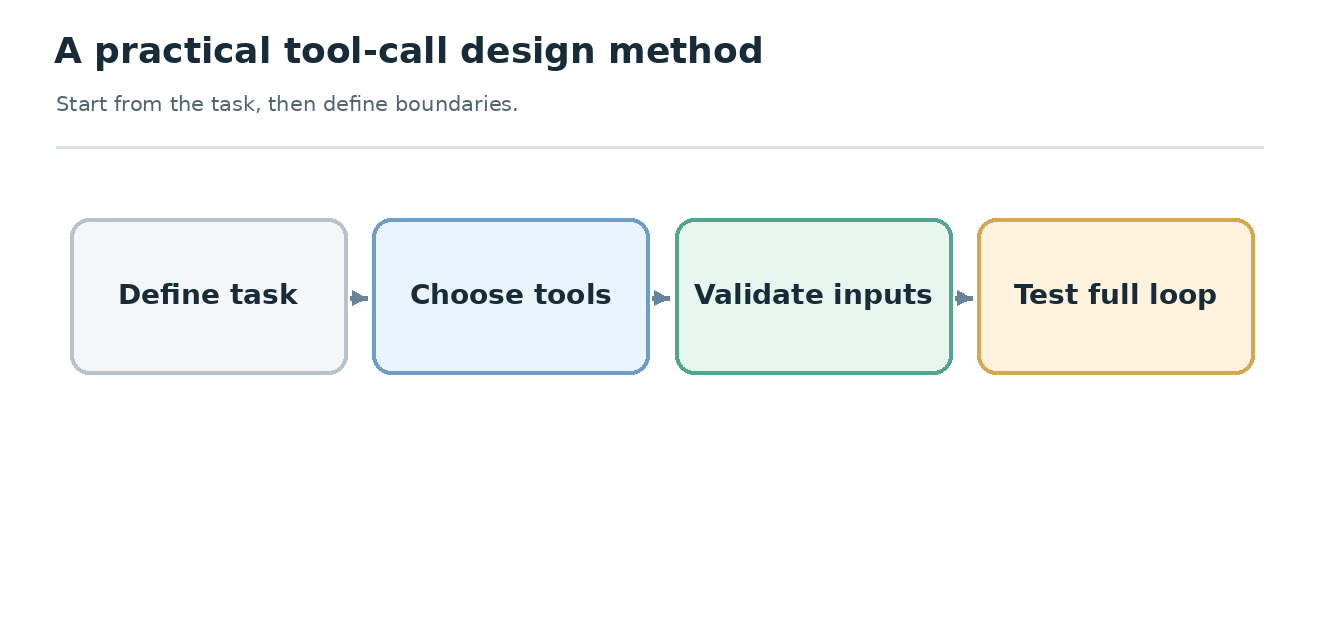 A practical tool-call design method
Start from the task, then define boundaries.
Define task
Choose tools
Validate inputs
Test full loop